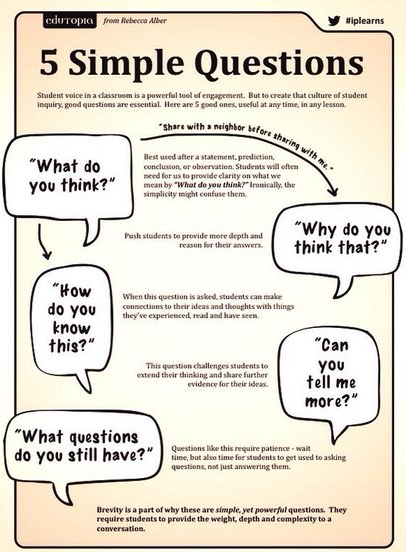 edutopia from Rebecca Alber
#iplearns
5 Simple Questions
Student voice in a classroom is a powerful tool of engagement. But to create that culture of student
inquiry, good questions are essential. Here are 5 good ones, useful at any time, in any lesson.
"Share with a neighbor before sharing with me."
"What do
you think?"
Best used after a statement, prediction,
conclusion, or observation. Students will often
need for us to provide clarity on what we
mean by "What do you think?" Ironically, the
simplicity might confuse them.
"Why do you
think that?"
Push students to provide more depth and
reason for their answers.
"How
do you
know
this?"
When this question is asked, students can make
connections to their ideas and thoughts with things
they've experienced, read and have seen.
"Can
you
tell me
more?"
This question challenges students to
extend their thinking and share further
evidence for their ideas.
"What questions
do you still have?"
Questions like this require patience - wait
time, but also time for students to get used to asking
questions, not just answering them.
Brevity is a part of why these are simple, yet powerful questions. They
require students to provide the weight, depth and complexity to a
conversation.